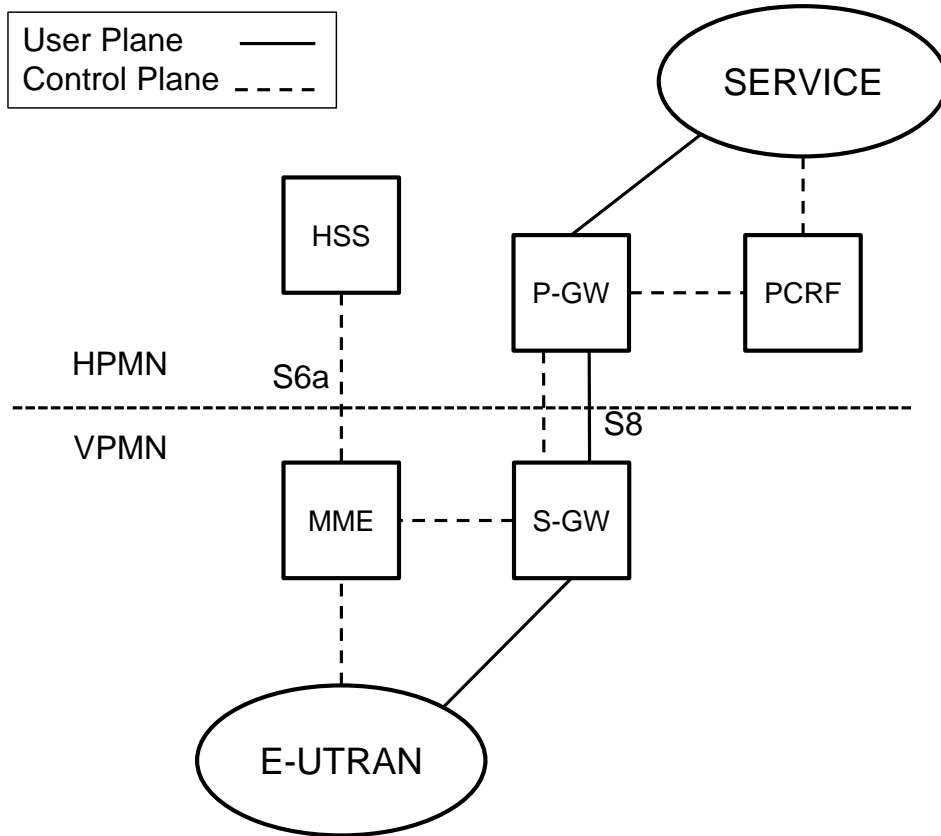 User Plane
Control Plane
SERVICE
HSS
P-GW
PCRF
HPMN
S6a
S8
VPMN
MME
S-GW
E-UTRAN